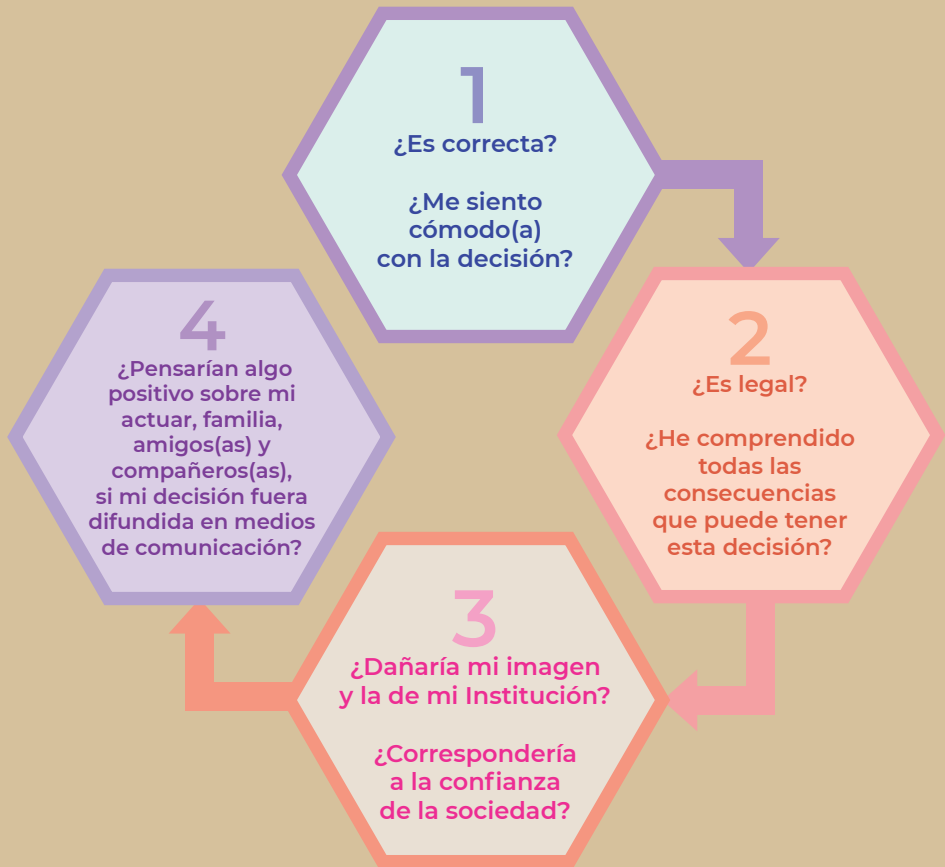 1
¿Es correcta?
¿Me siento
cómodo(a)
con la decisión?
2
¿Es legal?
¿He comprendido
todas las
consecuencias
que puede tener
esta decisión?
3
¿Dañaría mi imagen
y la de mi Institución?
¿Correspondería
a la confianza
de la sociedad?
4
¿Pensarían algo
positivo sobre mi
actuar, familia,
amigos(as) y
compañeros(as),
si mi decisión fuera
difundida en medios
de comunicación?